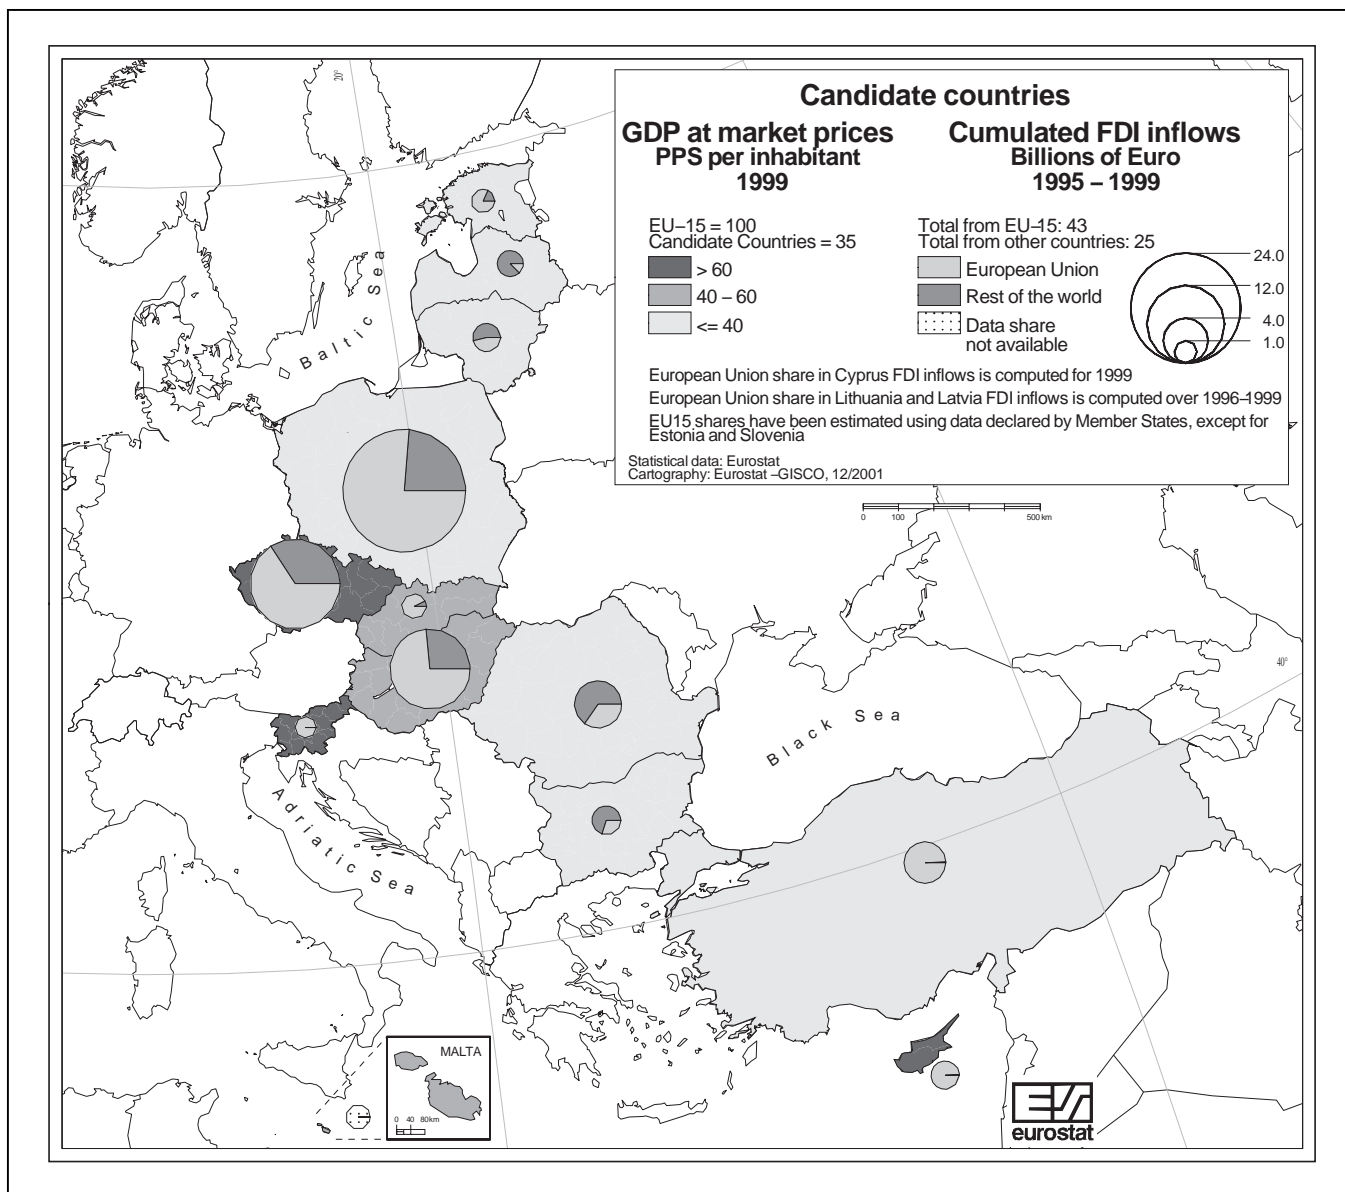 20°
Candidate countries
GDP at market prices
PPS per inhabitant
1999
Cumulated FDI inflows
Billions of Euro
1995 – 1999
EU–15 = 100
Candidate Countries = 35
> 60
40 – 60
<= 40
Total from EU–15: 43
Total from other countries: 25
European Union
Rest of the world
Data share
not available
24.0
12.0
4.0
1.0
European Union share in Cyprus FDI inflows is computed for 1999
European Union share in Lithuania and Latvia FDI inflows is computed over 1996–1999
EU15 shares have been estimated using data declared by Member States, except for
Estonia and Slovenia
Statistical data: Eurostat
Cartography: Eurostat –GISCO, 12/2001
0 100 500 km
Baltic Sea
40°
Black Sea
Adriatic Sea
MALTA
0 40 80km
eurostat